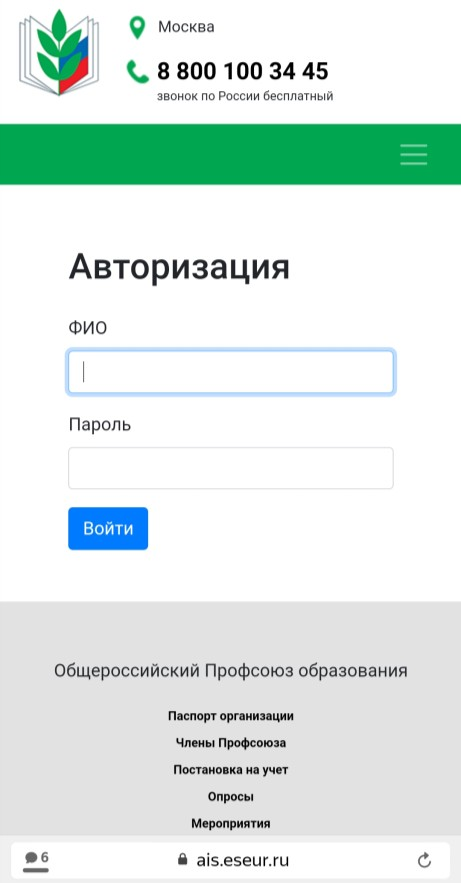 Москва
8 800 100 34 45
звонок по России бесплатный
Авторизация
ФИО
Пароль
Войти
Общероссийский Профсоюз образования
Паспорт организации
Члены Профсоюза
Постановка на учет
Опросы
Мероприятия
6
ais.eseur.ru